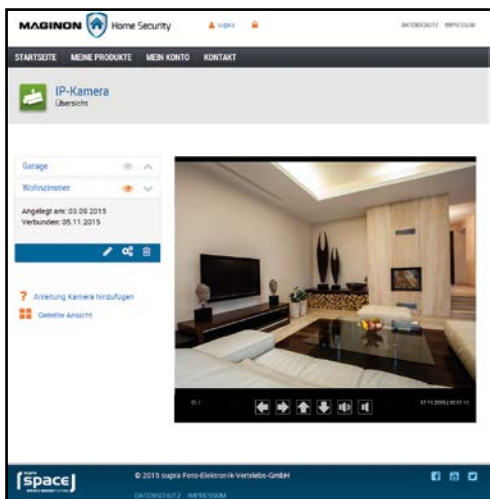 MAGINON Home Security supra DATENSCHUTZ IMPRESSUM
STARTSEITE MEINE PRODUKTE MEIN KONTO KONTAKT
IP-Kamera
Übersicht
Garage
Wohnzimmer
Angelegt am: 03.09.2015
Verbunden: 05.11.2015
? Anleitung Kamera hinzufügen
Geteilte Ansicht
supra
[space]
© 2015 supra Foto-Elektronik-Vertriebs-GmbH
DATENSCHUTZ IMPRESSUM